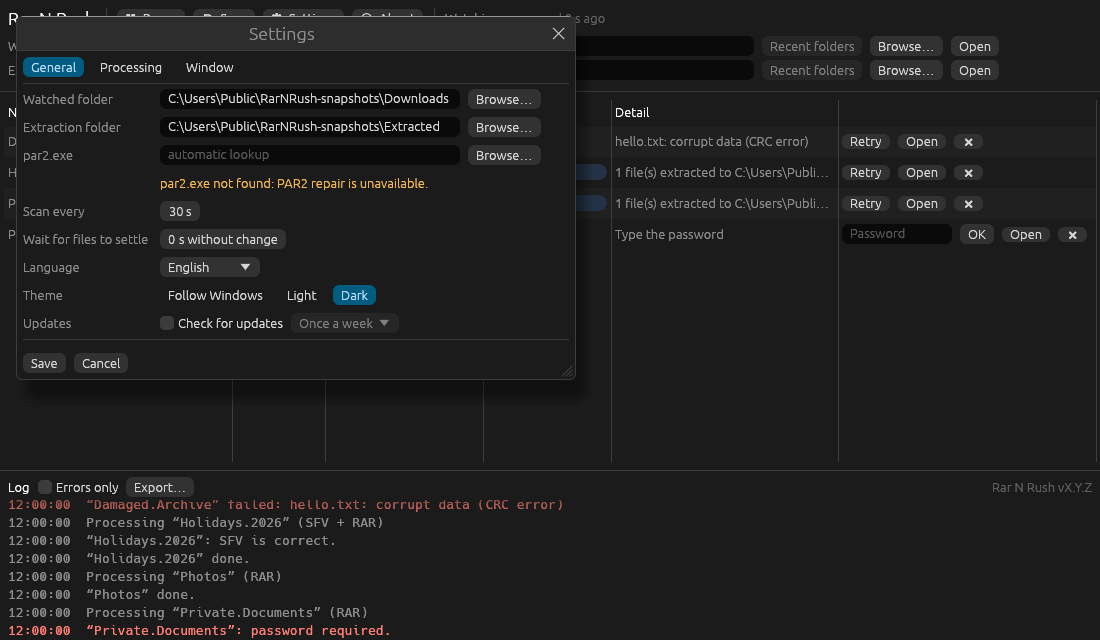 Settings
s ago
General Processing Window
Recent folders Browse... Open
Recent folders Browse... Open
Watched folder C:\Users\Public\RarNRush-snapshots\Downloads Browse...
Extraction folder C:\Users\Public\RarNRush-snapshots\Extracted Browse...
par2.exe automatic lookup Browse...
par2.exe not found: PAR2 repair is unavailable.
Scan every 30 s
Wait for files to settle 0 s without change
Language English
Theme Follow Windows Light Dark
Updates Check for updates Once a week
Save Cancel
Detail
hello.txt: corrupt data (CRC error) Retry Open ×
1 file(s) extracted to C:\Users\Publi... Retry Open ×
1 file(s) extracted to C:\Users\Publi... Retry Open ×
Type the password Password OK Open ×
Log Errors only Export... Rar N Rush vX.Y.Z
12:00:00 “Damaged.Archive” failed: hello.txt: corrupt data (CRC error)
12:00:00 Processing “Holidays.2026” (SFV + RAR)
12:00:00 “Holidays.2026”: SFV is correct.
12:00:00 “Holidays.2026” done.
12:00:00 Processing “Photos” (RAR)
12:00:00 “Photos” done.
12:00:00 Processing “Private.Documents” (RAR)
12:00:00 “Private.Documents”: password required.